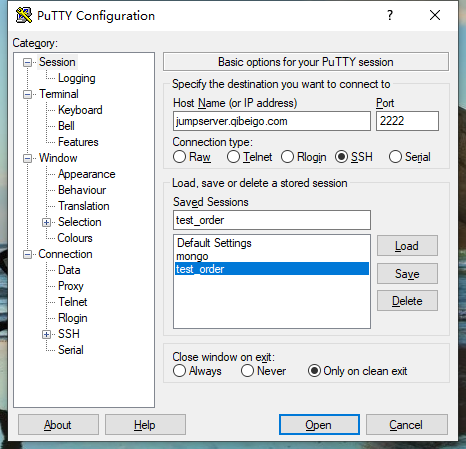 PuTTY Configuration
Category:
Session
Logging
Terminal
Keyboard
Bell
Features
Window
Appearance
Behaviour
Translation
Selection
Colours
Connection
Data
Proxy
Telnet
Rlogin
SSH
Serial
Basic options for your PuTTY session
Specify the destination you want to connect to
Host Name (or IP address) Port
jumpserver.qibeigo.com 2222
Connection type:
Raw Telnet Rlogin SSH Serial
Load, save or delete a stored session
Saved Sessions
test_order
Default Settings
mongo
test_order
Load
Save
Delete
Close window on exit:
Always Never Only on clean exit
About Help Open Cancel